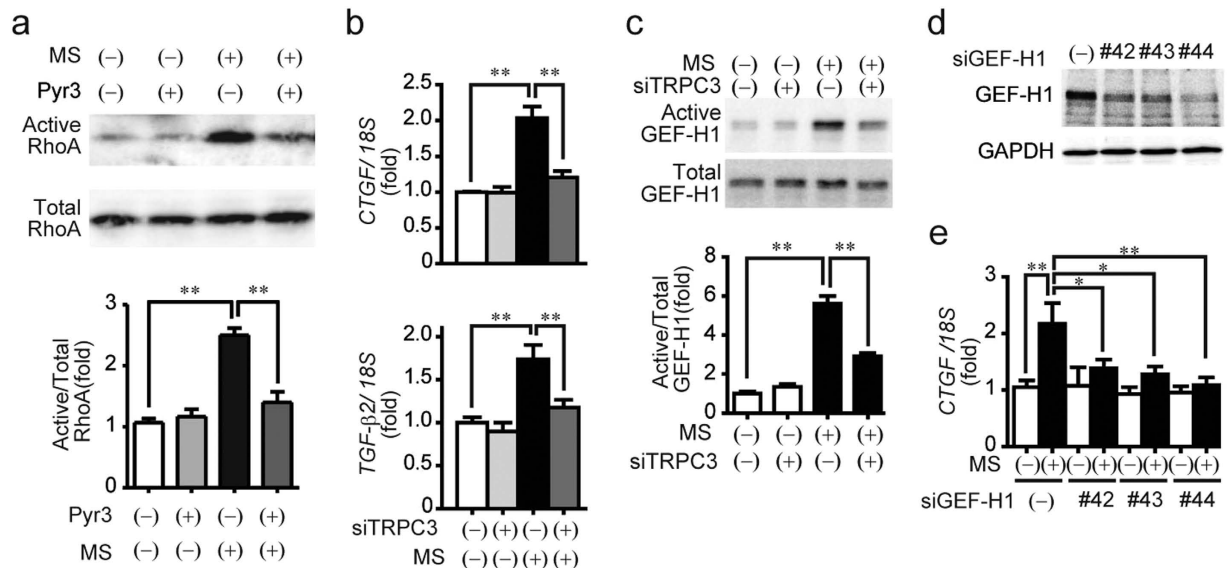 a
MS (−) (−) (+) (+)
Pyr3 (−) (+) (−) (+)
Active
RhoA
Total
RhoA
** **
3
2
1
0
Active/Total
RhoA(fold)
Pyr3 (−) (+) (−) (+)
MS (−) (−) (+) (+)
b
** **
2.5
2.0
1.5
1.0
0.5
0
CTGF/18S
(fold)
** **
2.0
1.5
1.0
0.5
0
TGF-β2/18S
(fold)
siTRPC3 (−) (+) (−) (+)
MS (−) (−) (+) (+)
c
MS (−) (−) (+) (+)
siTRPC3 (−) (+) (−) (+)
Active
GEF-H1
Total
GEF-H1
** **
8
6
4
2
0
Active/Total
GEF-H1(fold)
MS (−) (−) (+) (+)
siTRPC3 (−) (+) (−) (+)
d
siGEF-H1 (−) #42 #43 #44
GEF-H1
GAPDH
e
**
** *
*
3
2
1
0
CTGF/18S
(fold)
MS (−) (+) (−) (+) (−) (+) (−) (+)
siGEF-H1 (−) #42 #43 #44